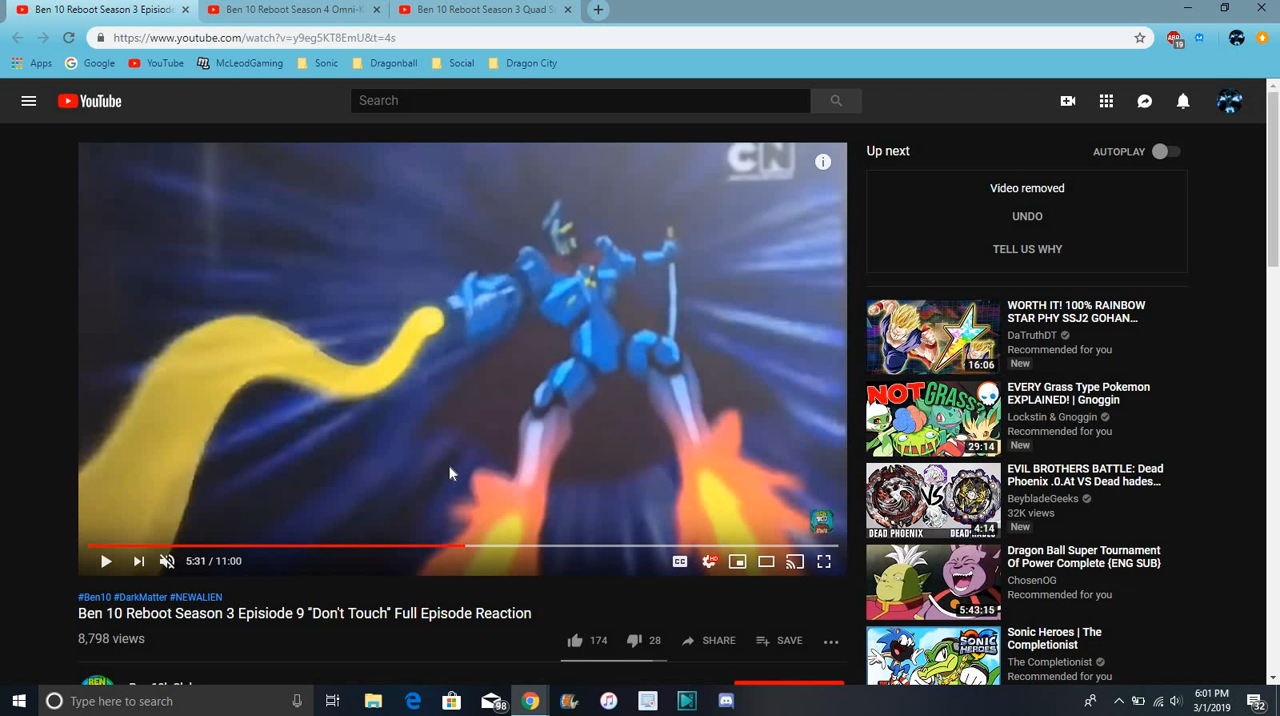 Ben 10 Reboot Season 3 Episode
Ben 10 Reboot Season 4 Omni-K
Ben 10 Reboot Season 3 Quad S
https://www.youtube.com/watch?v=y9eg5KT8EmU&t=4s
19
Apps
Google
YouTube
McLeodGaming
Sonic
Dragonball
Social
Dragon City
YouTube
Search
CN
Up next
AUTOPLAY
Video removed
UNDO
TELL US WHY
WORTH IT! 100% RAINBOW
STAR PHY SSJ2 GOHAN...
DaTruthDT
Recommended for you
New
16:06
NOT GRASS?
EVERY Grass Type Pokemon
EXPLAINED! | Gnoggin
Lockstin & Gnoggin
Recommended for you
New
29:14
EVIL BROTHERS BATTLE: Dead
Phoenix .0.At VS Dead hades...
BeybladeGeeks
32K views
New
VS
4:14
DEAD PHOENIX
Dragon Ball Super Tournament
Of Power Complete {ENG SUB}
ChosenOG
Recommended for you
5:43:15
Sonic Heroes | The
Completionist
The Completionist
Recommended for you
SONIC
HEROES
5:31 / 11:00
CC
HD
#Ben10 #DarkMatter #NEWALIEN
Ben 10 Reboot Season 3 Episode 9 "Don't Touch" Full Episode Reaction
8,798 views
174
28
SHARE
SAVE
Type here to search
98
6:01 PM
3/1/2019
32